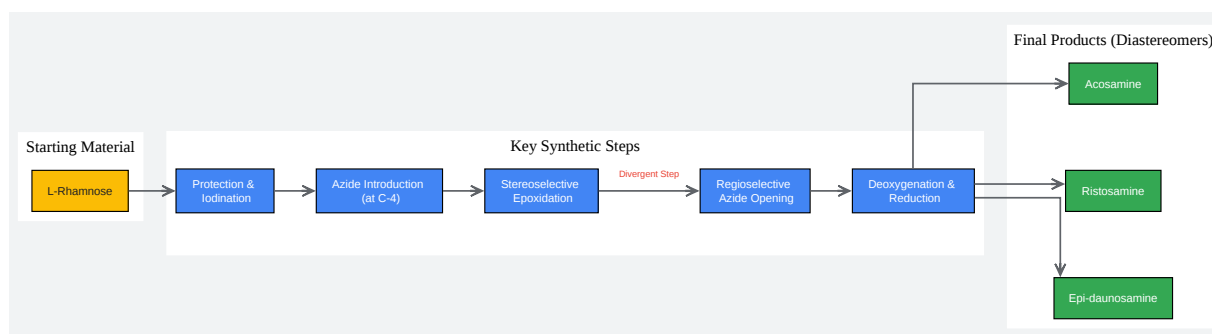 Final Products (Diastereomers)
Acosamine
Starting Material
Key Synthetic Steps
L-Rhamnose
Protection &
Iodination
Azide Introduction
(at C-4)
Stereoselective
Epoxidation
Divergent Step
Regioselective
Azide Opening
Deoxygenation &
Reduction
Ristosamine
Epi-daunosamine